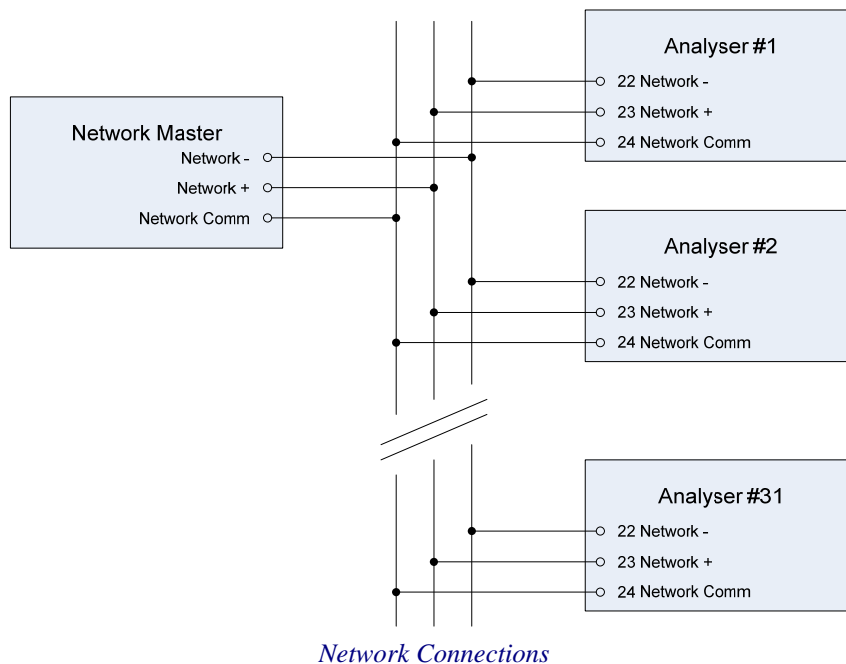 Network Master
Network -
Network +
Network Comm
Analyser #1
22 Network -
23 Network +
24 Network Comm
Analyser #2
22 Network -
23 Network +
24 Network Comm
Analyser #31
22 Network -
23 Network +
24 Network Comm
Network Connections